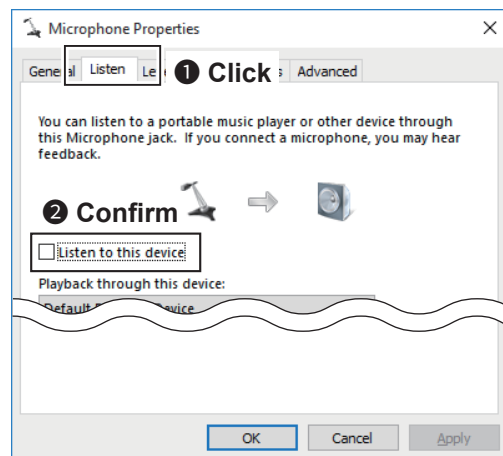 Microphone Properties
General Listen ❶ Click s Advanced
You can listen to a portable music player or other device through
this Microphone jack. If you connect a microphone, you may hear
feedback.
❷ Confirm
Listen to this device
Playback through this device:
Default Device
OK Cancel Apply